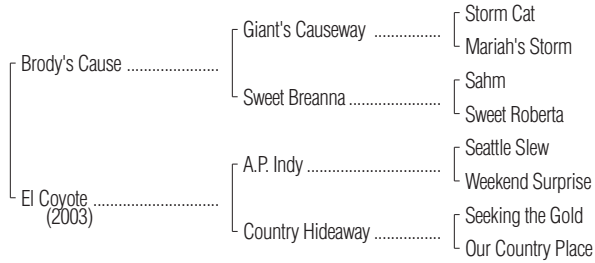 Storm Cat
Giant's Causeway ..................
Mariah's Storm
Brody's Cause .....................
Sahm
Sweet Breanna .....................
Sweet Roberta
Seattle Slew
A.P. Indy ..............................
Weekend Surprise
El Coyote ............................
(2003)
Seeking the Gold
Country Hideaway ...............
Our Country Place